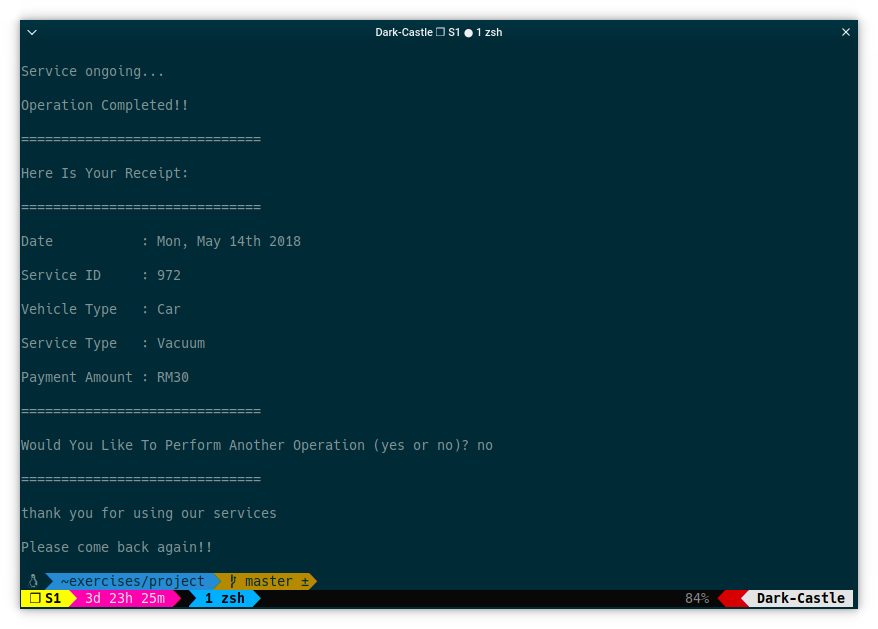 Dark-Castle ❐ S1 ● 1 zsh
Service ongoing...
Operation Completed!!
==============================
Here Is Your Receipt:
==============================
Date           : Mon, May 14th 2018
Service ID     : 972
Vehicle Type   : Car
Service Type   : Vacuum
Payment Amount : RM30
==============================
Would You Like To Perform Another Operation (yes or no)? no
==============================
thank you for using our services
Please come back again!!
~exercises/project master ±
❐ S1 3d 23h 25m 1 zsh 84% Dark-Castle